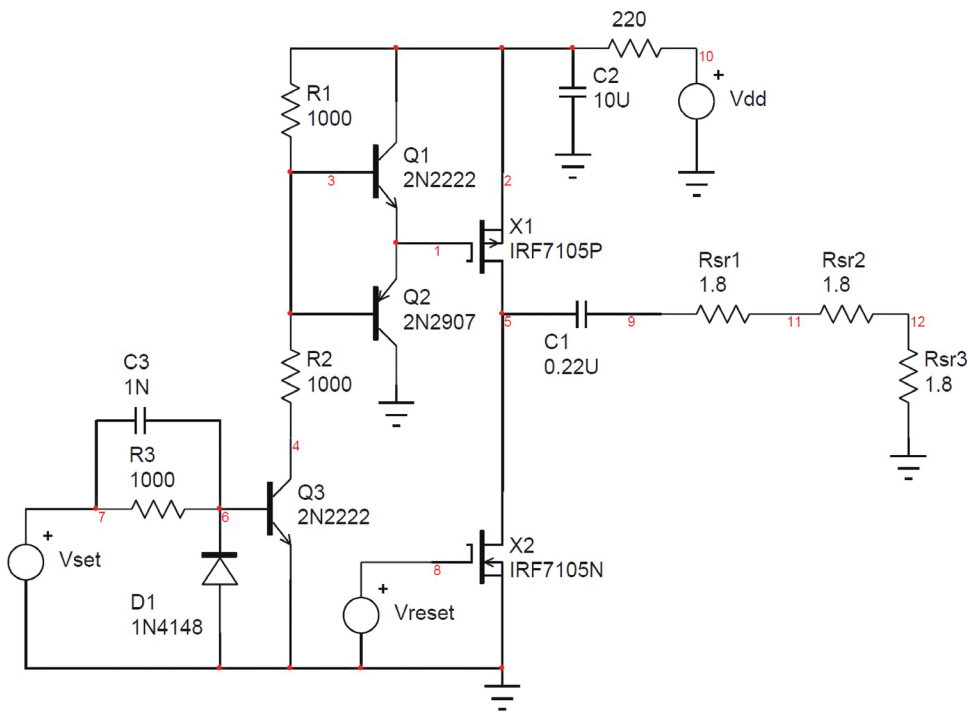 220
10
+
Vdd
C2
10U
R1
1000
Q1
2N2222
3
2
X1
IRF7105P
1
Rsr1
1.8
Rsr2
1.8
Q2
2N2907
5
9
11
12
C1
0.22U
R2
1000
Rsr3
1.8
C3
1N
4
R3
1000
Q3
2N2222
7
6
+
Vset
X2
IRF7105N
8
+
Vreset
D1
1N4148